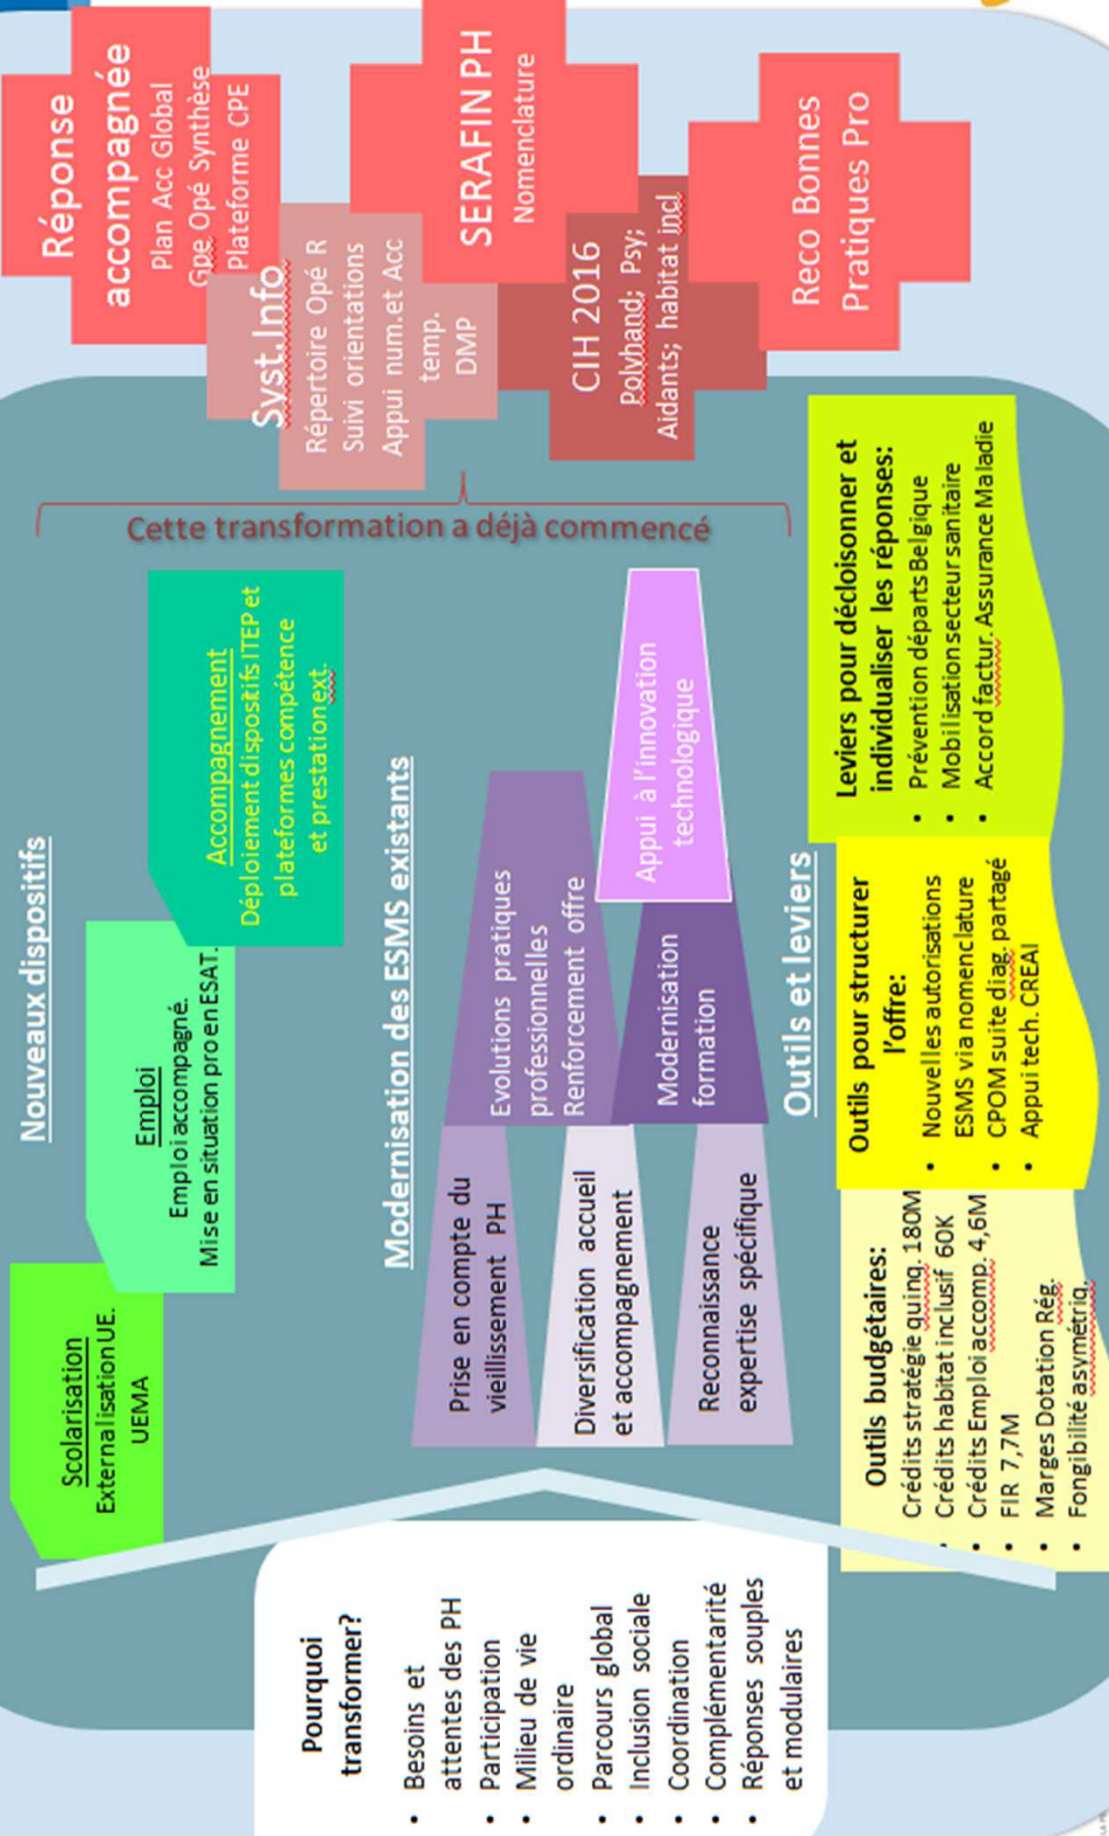 Pourquoi
transformer?
• Besoins et
attentes des PH
• Participation
• Milieu de vie
ordinaire
• Parcours global
• Inclusion sociale
• Coordination
• Complémentarité
• Réponses souples
et modulaires
Nouveaux dispositifs
Scolarisation
Externalisation UE.
UEMA
Emploi
Emploi accompagné.
Mise en situation pro en ESAT.
Accompagnement
Déploiement dispositifs ITEP et
plateformes compétence
et prestation ext.
Modernisation des ESMS existants
Prise en compte du
vieillissement PH
Diversification accueil
et accompagnement
Reconnaissance
expertise spécifique
Evolutions pratiques
professionnelles
Renforcement offre
Modernisation
formation
Appui à l'innovation
technologique
Outils et leviers
Outils budgétaires:
• Crédits stratégie quinq. 180M
• Crédits habitat inclusif 60K
• Crédits Emploi accomp. 4,6M
• FIR 7,7M
• Marges Dotation Rég.
• Fongibilité asymétriq.
Outils pour structurer
l'offre:
• Nouvelles autorisations
ESMS via nomenclature
• CPOM suite diag. partagé
• Appui tech. CREAI
Leviers pour décloisonner et
individualiser les réponses:
• Prévention départs Belgique
• Mobilisation secteur sanitaire
• Accord factur. Assurance Maladie
Cette transformation a déjà commencé
Réponse
accompagnée
Plan Acc Global
Gpe Opé Synthèse
Plateforme CPE
Syst.Info
Répertoire Opé R
Suivi orientations
Appui num.et Acc
temp.
DMP
SERAFIN PH
Nomenclature
CIH 2016
Polyhand; Psy;
Aidants; habitat incl
Reco Bonnes
Pratiques Pro